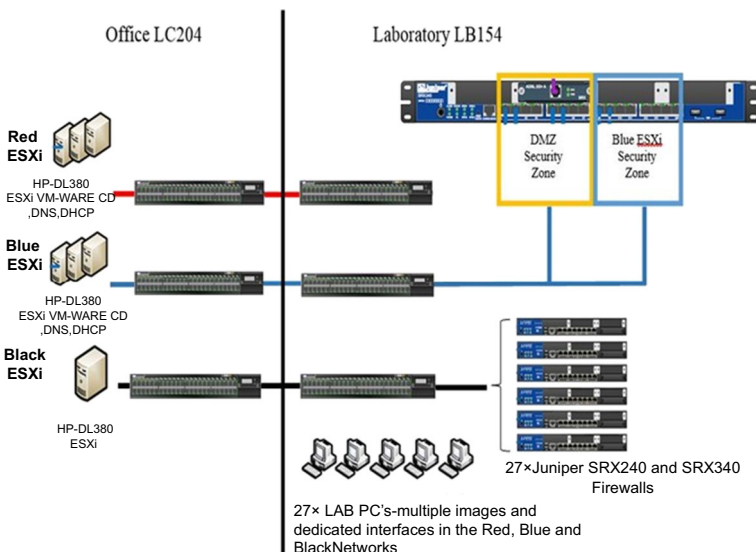 Office LC204
Laboratory LB154
DMZ
Security
Zone
Blue ESXi
Security
Zone
Red
ESXi
HP-DL380
ESXi VM-WARE CD
,DNS,DHCP
Blue
ESXi
HP-DL380
ESXi VM-WARE CD
,DNS,DHCP
Black
ESXi
HP-DL380
ESXi
27×Juniper SRX240 and SRX340
Firewalls
27× LAB PC's-multiple images and
dedicated interfaces in the Red, Blue and
BlackNetworks